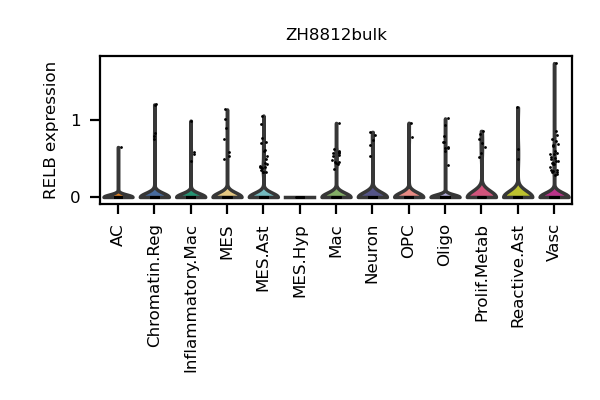 ZH8812bulk
RELB expression
1
0
AC
Chromatin.Reg
Inflammatory.Mac
MES
MES.Ast
MES.Hyp
Mac
Neuron
OPC
Oligo
Prolif.Metab
Reactive.Ast
Vasc